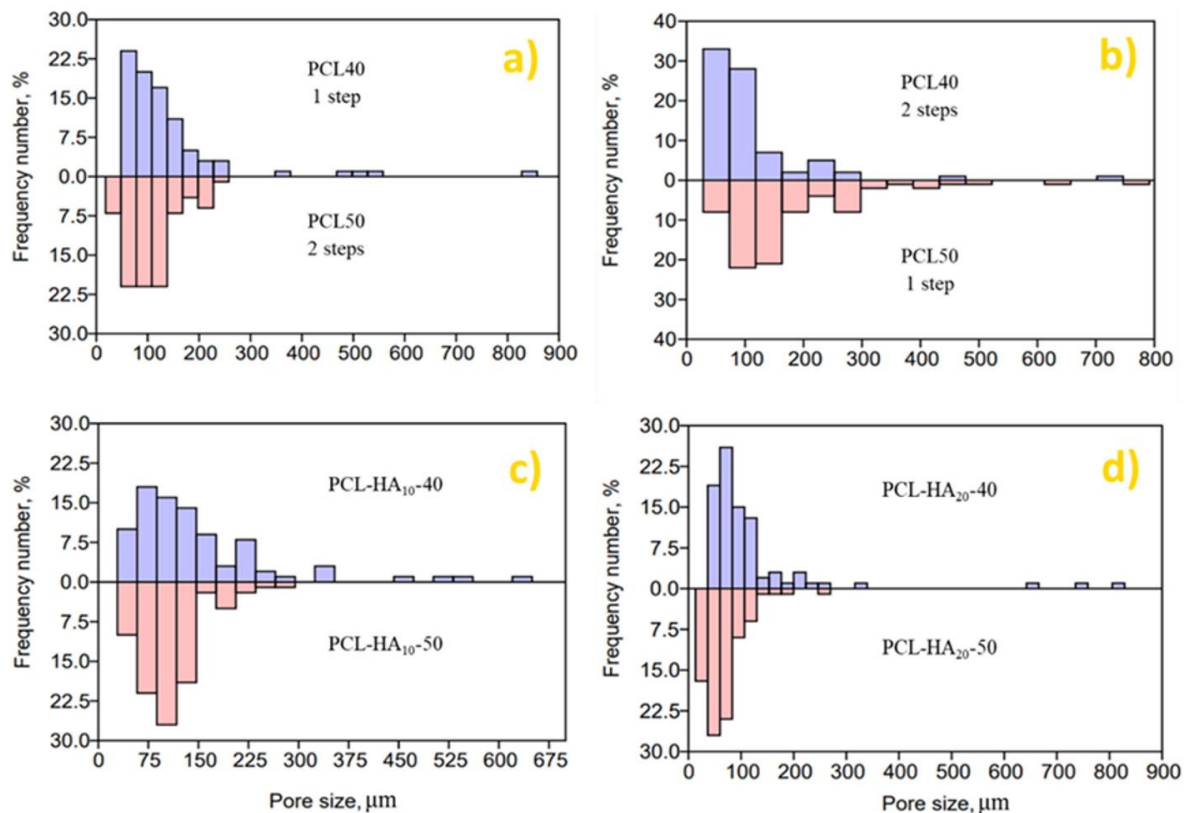 30.0
22.5
15.0
7.5
0.0
7.5
15.0
22.5
30.0
Frequency number, %
a)
PCL40
1 step
PCL50
2 steps
0 100 200 300 400 500 600 700 800 900
40
30
20
10
0
10
20
30
40
Frequency number, %
b)
PCL40
2 steps
PCL50
1 step
0 100 200 300 400 500 600 700 800
30.0
22.5
15.0
7.5
0.0
7.5
15.0
22.5
30.0
Frequency number, %
c)
PCL-HA₁₀-40
PCL-HA₁₀-50
0 75 150 225 300 375 450 525 600 675
Pore size, μm
30.0
22.5
15.0
7.5
0.0
7.5
15.0
22.5
30.0
Frequency number, %
d)
PCL-HA₂₀-40
PCL-HA₂₀-50
0 100 200 300 400 500 600 700 800 900
Pore size, μm